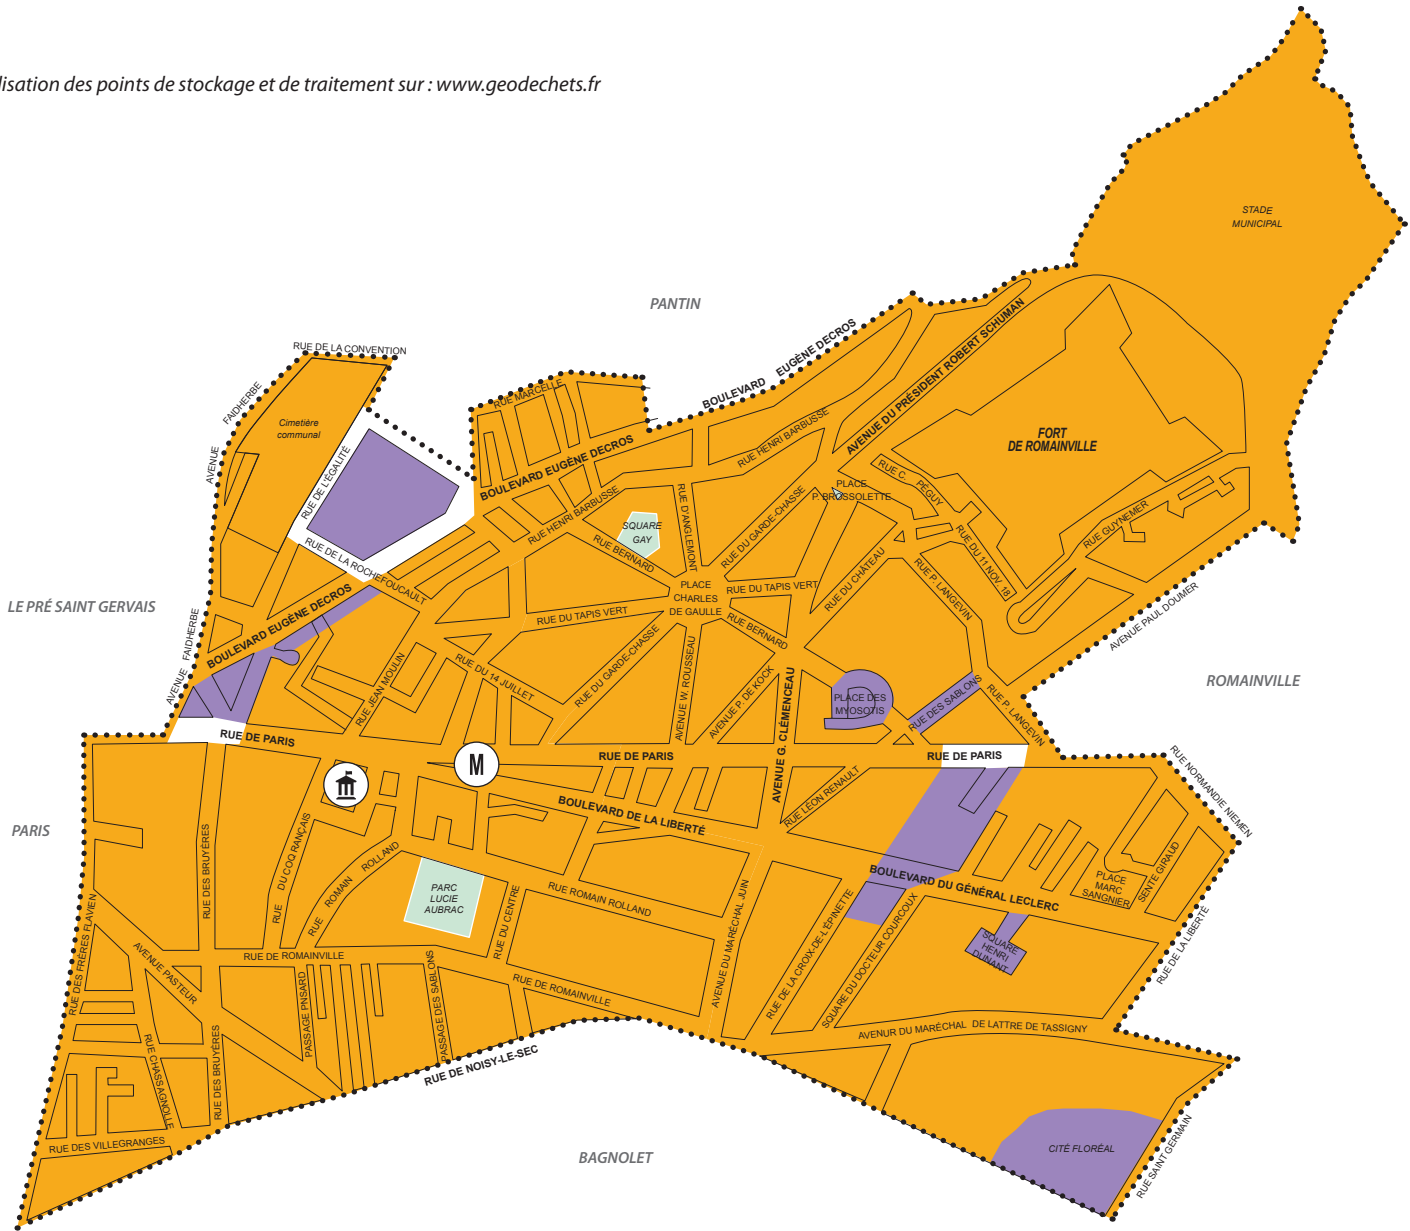 lisation des points de stockage et de traitement sur : www.geodechets.fr
STADE
MUNICIPAL
PANTIN
BOULEVARD EUGÈNE DECROS
AVENUE DU PRÉSIDENT ROBERT SCHUMAN
RUE DE LA CONVENTION
AVENUE FAIDHERBE
Cimetière
communal
RUE MARCELLE
RUE DE L'ÉGALITÉ
BOULEVARD EUGÈNE DECROS
RUE HENRI BARBUSSE
FORT
DE ROMAINVILLE
RUE C. PÉGUY
PLACE
P. BROSSOLETTE
RUE HENRI BARBUSSE
RUE D'ANGLEMONT
RUE DU GARDE-CHASSE
SQUARE
GAY
RUE BERNARD
RUE GUYNEMER
RUE DU 11 NOV. 18
RUE DE LA ROCHEFOUCAULT
PLACE
CHARLES
DE GAULLE
RUE DU TAPIS VERT
RUE DU CHÂTEAU
RUE P. LANGEVIN
LE PRÉ SAINT GERVAIS
BOULEVARD EUGÈNE DECROS
RUE DU TAPIS VERT
RUE BERNARD
AVENUE PAUL DOUMER
AVENUE FAIDHERBE
RUE JEAN MOULIN
RUE DU 14 JUILLET
RUE DU GARDE-CHASSE
AVENUE W. ROUSSEAU
AVENUE P. DE KOCK
AVENUE G. CLÉMENCEAU
PLACE DES
MYOSOTIS
RUE DES SABLONS
RUE P. LANGEVIN
ROMAINVILLE
RUE DE PARIS
M
RUE DE PARIS
RUE DE PARIS
RUE NORMANDIE NIEMEN
RUE LÉON RENAULT
BOULEVARD DE LA LIBERTÉ
PARIS
RUE DES BRUYÈRES
RUE DU COQ FRANÇAIS
RUE ROMAIN ROLLAND
PARC
LUCIE
AUBRAC
RUE DU CENTRE
RUE ROMAIN ROLLAND
AVENUE DU MARÉCHAL JUIN
RUE DE LA CROIX-DE-L'ÉPINETTE
BOULEVARD DU GÉNÉRAL LECLERC
SQUARE DU DOCTEUR COURCOUX
PLACE
MARC
SANGNIER
SENTE GIRAUD
RUE DE LA LIBERTÉ
SQUARE
HENRI
DUNANT
RUE DES FRÈRES FLAVIEN
AVENUE PASTEUR
RUE DE ROMAINVILLE
PASSAGE PNSARD
PASSAGE DES SABLONS
RUE DE ROMAINVILLE
RUE CHASSAGNOLLE
RUE DES BRUYÈRES
AVENUR DU MARÉCHAL DE LATTRE DE TASSIGNY
RUE DE NOISY-LE-SEC
RUE DES VILLEGRANGES
BAGNOLET
CITÉ FLORÉAL
RUE SAINT GERMAIN